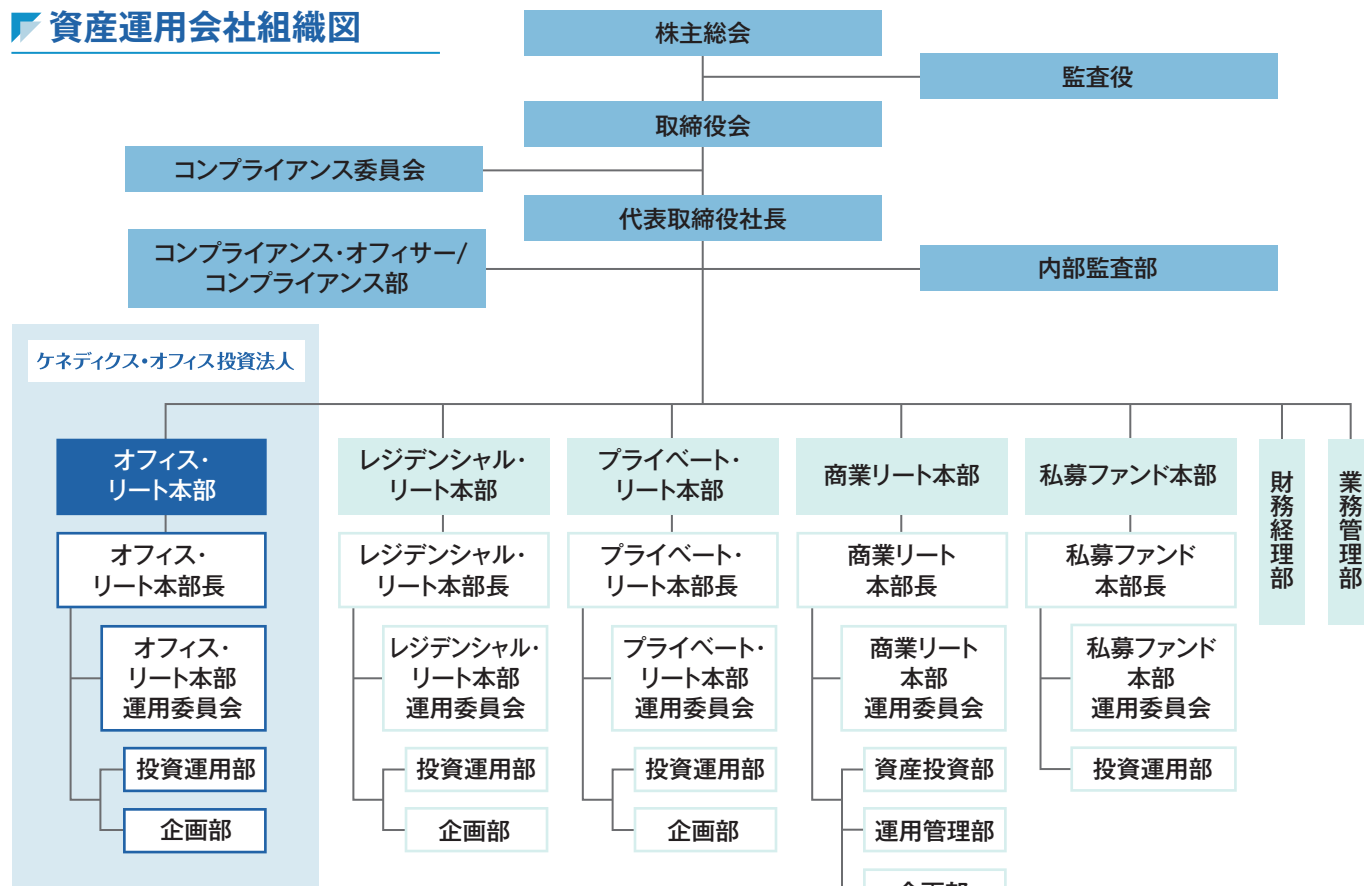 資産運用会社組織図
株主総会
監査役
取締役会
コンプライアンス委員会
代表取締役社長
コンプライアンス・オフィサー/
コンプライアンス部
内部監査部
ケネディクス・オフィス投資法人
オフィス・
リート本部
オフィス・
リート本部長
オフィス・
リート本部
運用委員会
投資運用部
企画部
レジデンシャル・
リート本部
レジデンシャル・
リート本部長
レジデンシャル・
リート本部
運用委員会
投資運用部
企画部
プライベート・
リート本部
プライベート・
リート本部長
プライベート・
リート本部
運用委員会
投資運用部
企画部
商業リート本部
商業リート
本部長
商業リート
本部
運用委員会
資産投資部
運用管理部
企画部
私募ファンド本部
私募ファンド
本部長
私募ファンド
本部
運用委員会
投資運用部
財務経理部
業務管理部